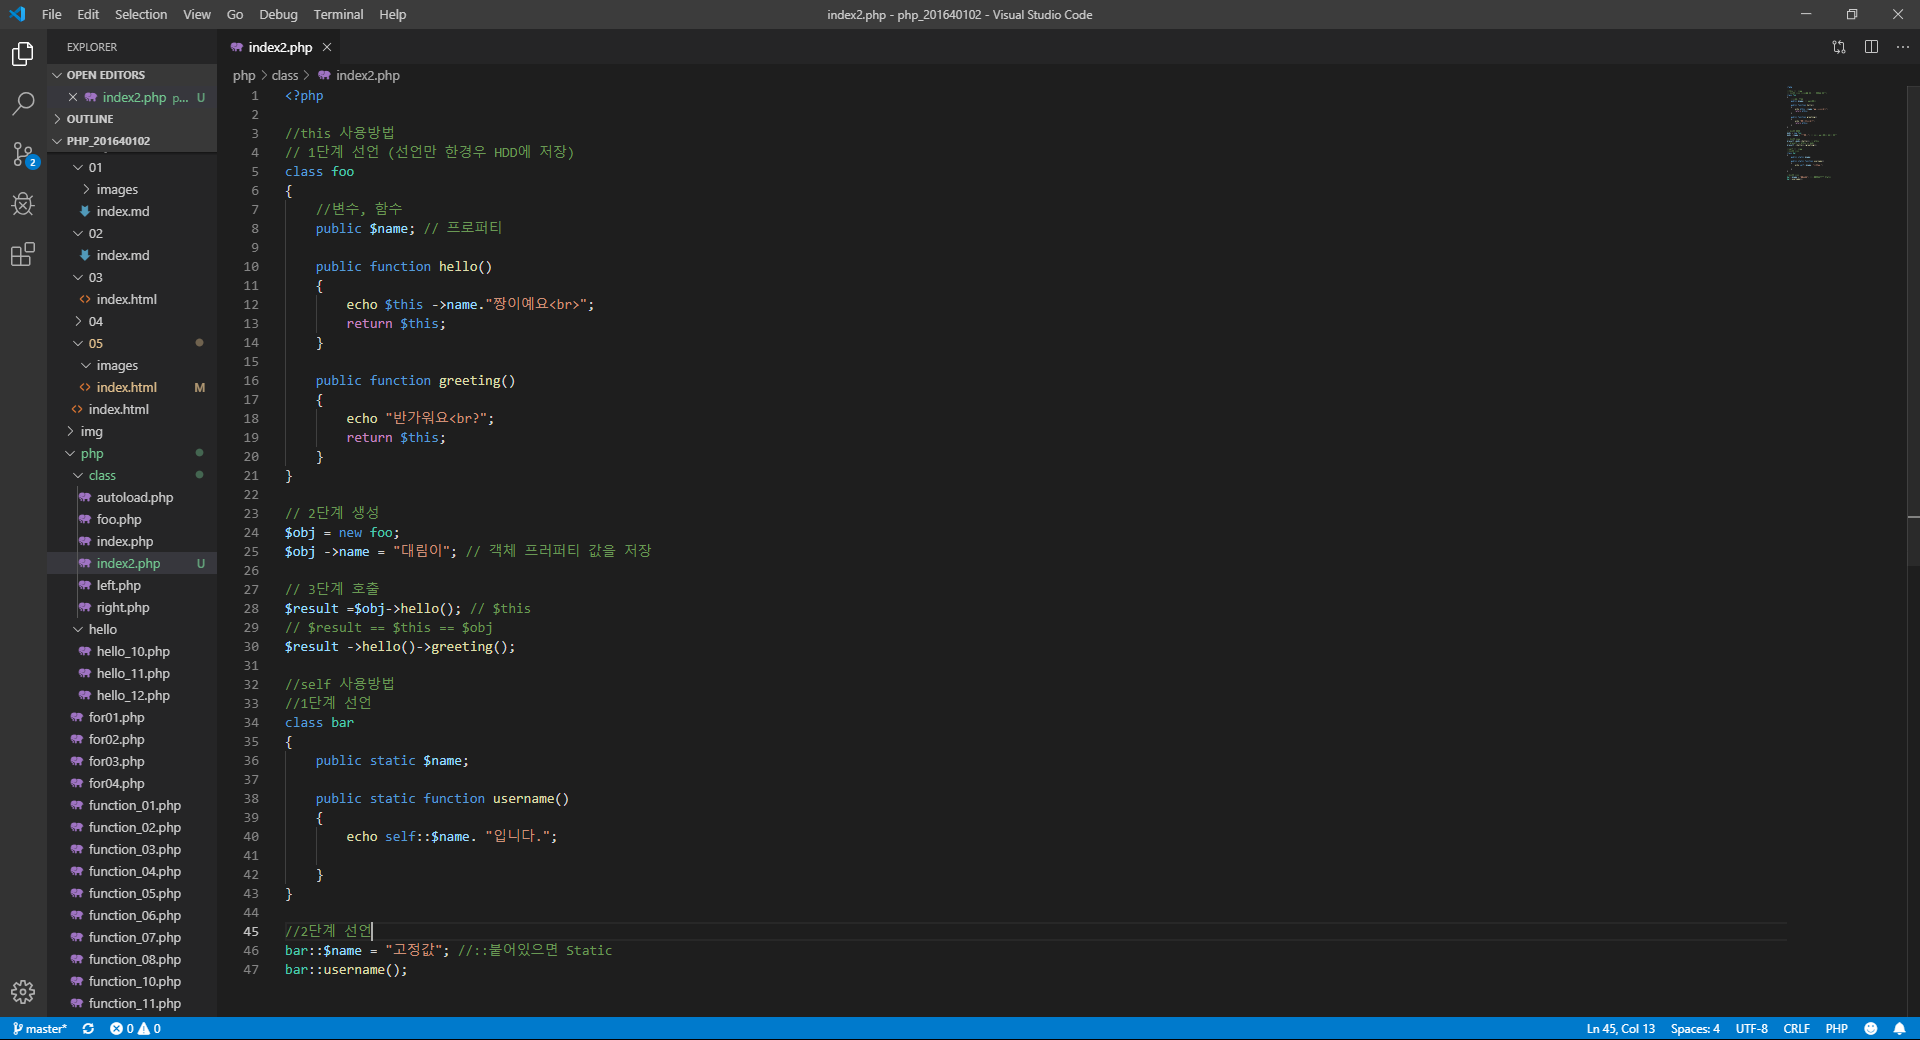 File Edit Selection View Go Debug Terminal Help
index2.php - php_201640102 - Visual Studio Code
EXPLORER
OPEN EDITORS
index2.php p... U
OUTLINE
PHP_201640102
01
images
index.md
02
index.md
03
index.html
04
05
images
index.html M
index.html
img
php
class
autoload.php
foo.php
index.php
index2.php U
left.php
right.php
hello
hello_10.php
hello_11.php
hello_12.php
for01.php
for02.php
for03.php
for04.php
function_01.php
function_02.php
function_03.php
function_04.php
function_05.php
function_06.php
function_07.php
function_08.php
function_10.php
function_11.php
2
index2.php
php > class > index2.php
1 <?php
2
3 //this 사용방법
4 // 1단계 선언 (선언만 한경우 HDD에 저장)
5 class foo
6 {
7 //변수, 함수
8 public $name; // 프로퍼티
9
10 public function hello()
11 {
12 echo $this ->name."짱이예요<br>";
13 return $this;
14 }
15
16 public function greeting()
17 {
18 echo "반가워요<br?";
19 return $this;
20 }
21 }
22
23 // 2단계 생성
24 $obj = new foo;
25 $obj ->name = "대림이"; // 객체 프러퍼티 값을 저장
26
27 // 3단계 호출
28 $result =$obj->hello(); // $this
29 // $result == $this == $obj
30 $result ->hello()->greeting();
31
32 //self 사용방법
33 //1단계 선언
34 class bar
35 {
36 public static $name;
37
38 public static function username()
39 {
40 echo self::$name. "입니다.";
41
42 }
43 }
44
45 //2단계 선언
46 bar::$name = "고정값"; //::붙어있으면 Static
47 bar::username();
master* 0 0
Ln 45, Col 13 Spaces: 4 UTF-8 CRLF PHP